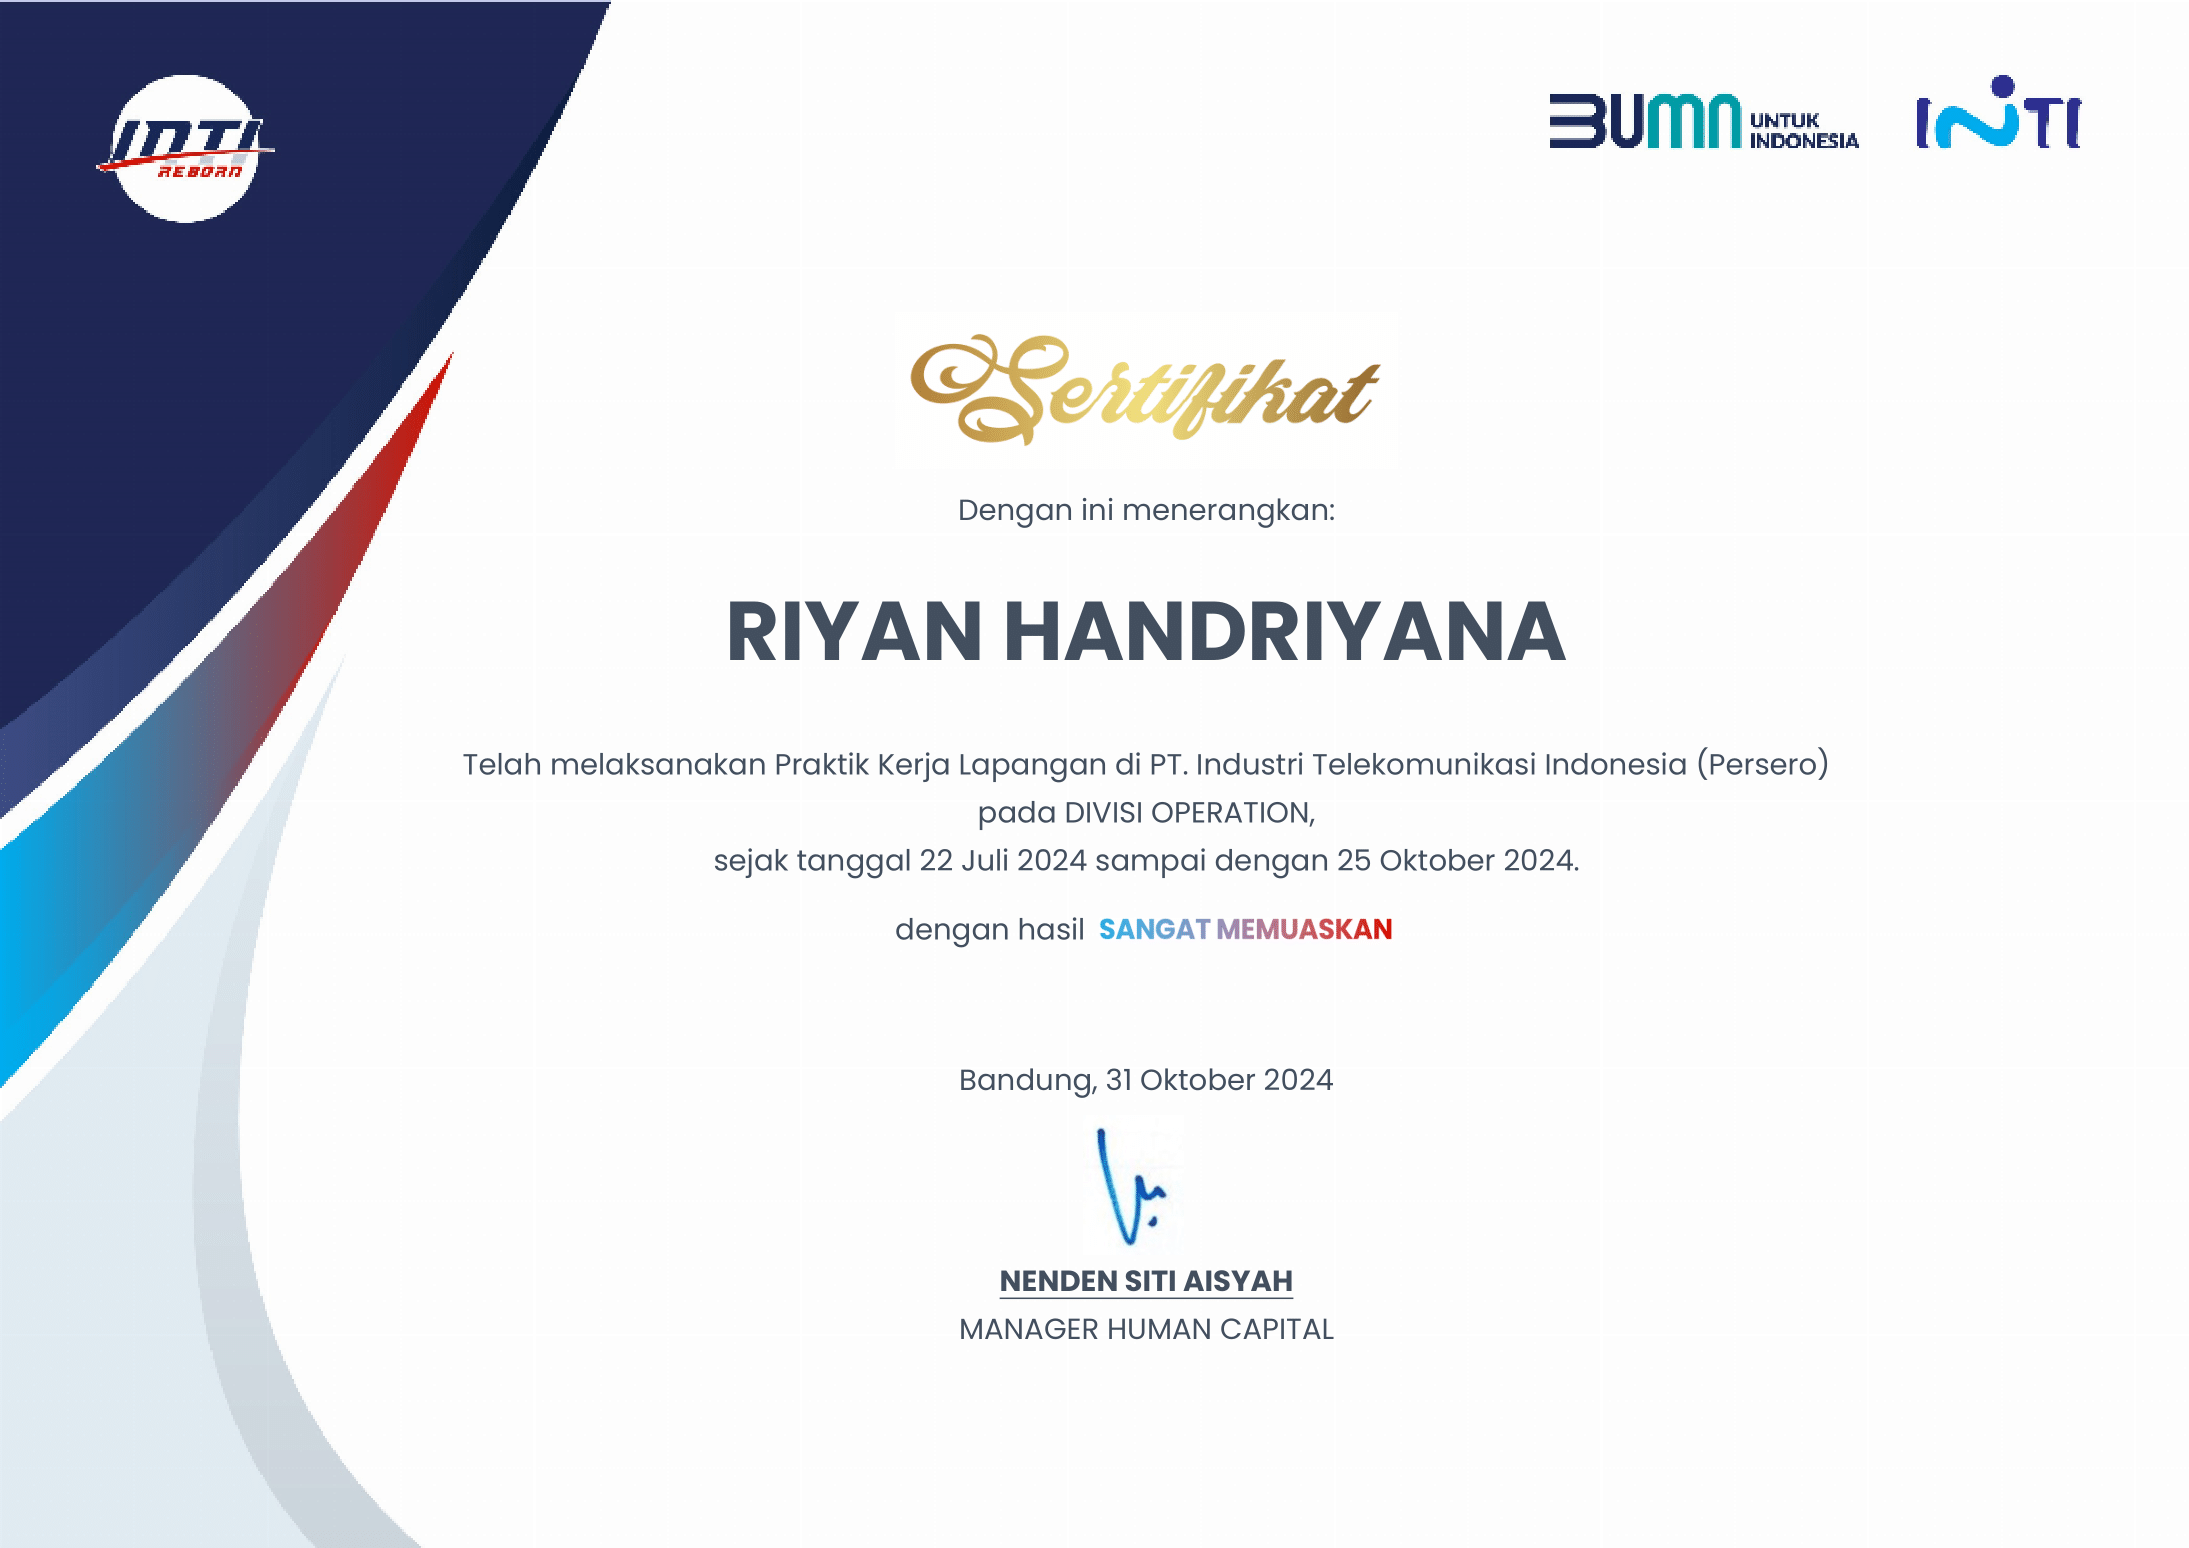 INTI
REBORN
BUMN UNTUK
INDONESIA
INTI
Sertifikat
Dengan ini menerangkan:
RIYAN HANDRIYANA
Telah melaksanakan Praktik Kerja Lapangan di PT. Industri Telekomunikasi Indonesia (Persero)
pada DIVISI OPERATION,
sejak tanggal 22 Juli 2024 sampai dengan 25 Oktober 2024.
dengan hasil SANGAT MEMUASKAN
Bandung, 31 Oktober 2024
NENDEN SITI AISYAH
MANAGER HUMAN CAPITAL